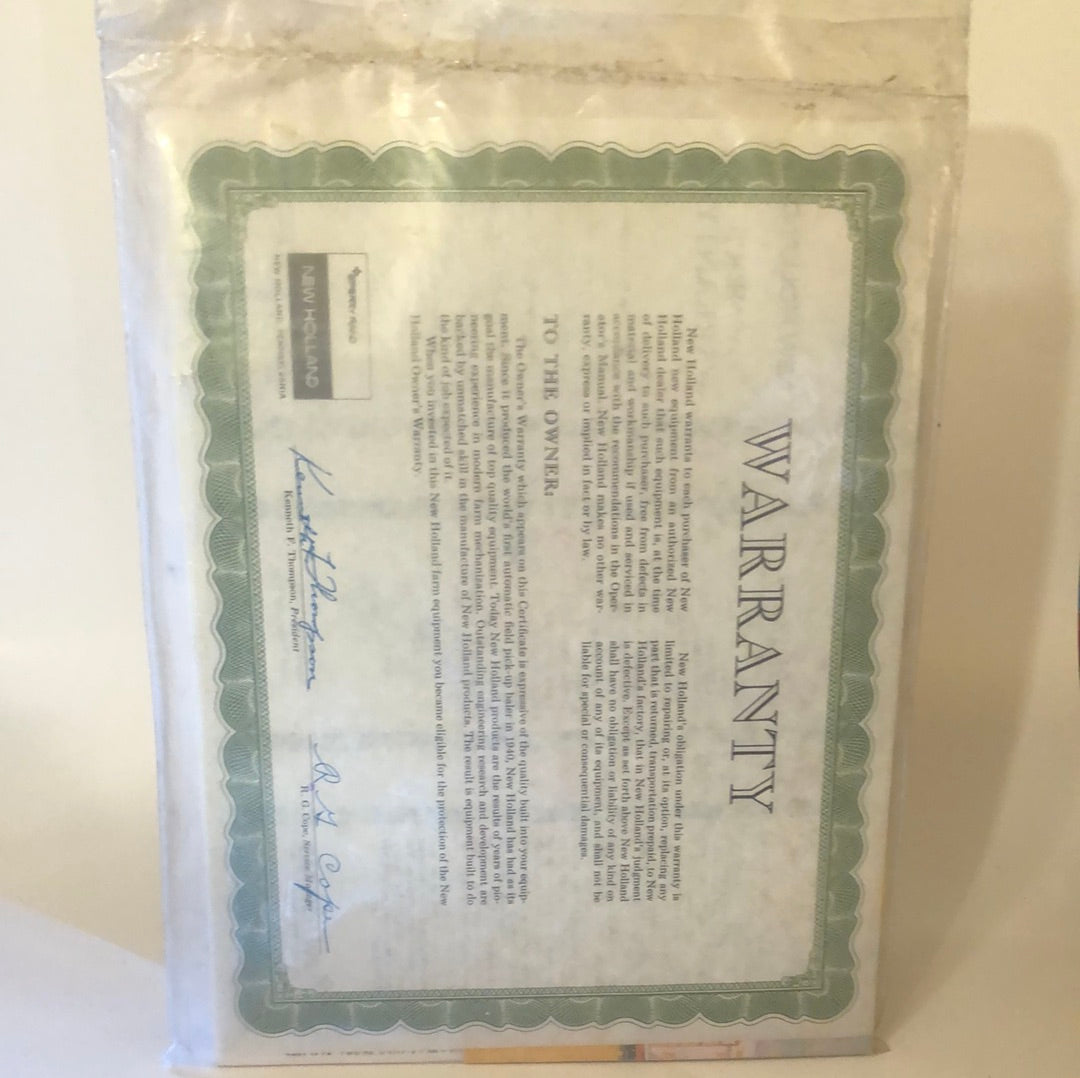 WARRANTY
New Holland warrants to each purchaser of New
Holland new equipment from an authorized New
Holland dealer that such equipment is, at the time
of delivery to such purchaser, free from defects in
material and workmanship if used and serviced in
accordance with the recommendations in the Oper-
ator's Manual. New Holland makes no other war-
ranty, express or implied in fact or by law.
New Holland's obligation under this warranty is
limited to repairing or, at its option, replacing any
part that is returned, transportation prepaid, to New
Holland's factory, that in New Holland's judgment
is defective. Except as set forth above New Holland
shall have no obligation or liability of any kind on
account of any of its equipment, and shall not be
liable for special or consequential damages.
TO THE OWNER:
The Owner's Warranty which appears on this Certificate is expressive of the quality built into your equip-
ment. Since it produced the world's first automatic field pick-up baler in 1940, New Holland has had as its
goal the manufacture of top quality equipment. Today New Holland products are the results of years of pio-
neering experience in modern farm mechanization. Outstanding engineering research and development are
backed by unmatched skill in the manufacture of New Holland products. The result is equipment built to do
the kind of job expected of it.
When you invested in this New Holland farm equipment you became eligible for the protection of the New
Holland Owner's Warranty.
SPERRY RAND
NEW HOLLAND
NEW HOLLAND, PENNSYLVANIA
Kenneth F. Thompson
Kenneth F. Thompson, President
R G Cope
R. G. Cope, Service Manager